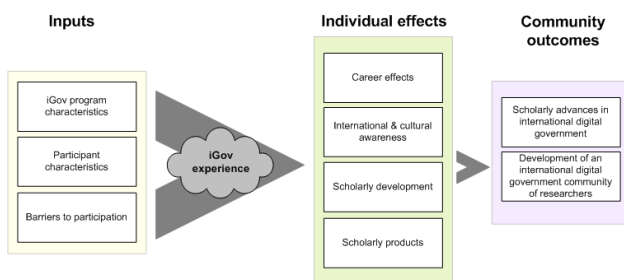 Inputs
iGov program
characteristics
Participant
characteristics
Barriers to participation
iGov
experience
Individual effects
Career effects
International & cultural
awareness
Scholarly development
Scholarly products
Community
outcomes
Scholarly advances in
international digital
government
Development of an
international digital
government community
of researchers